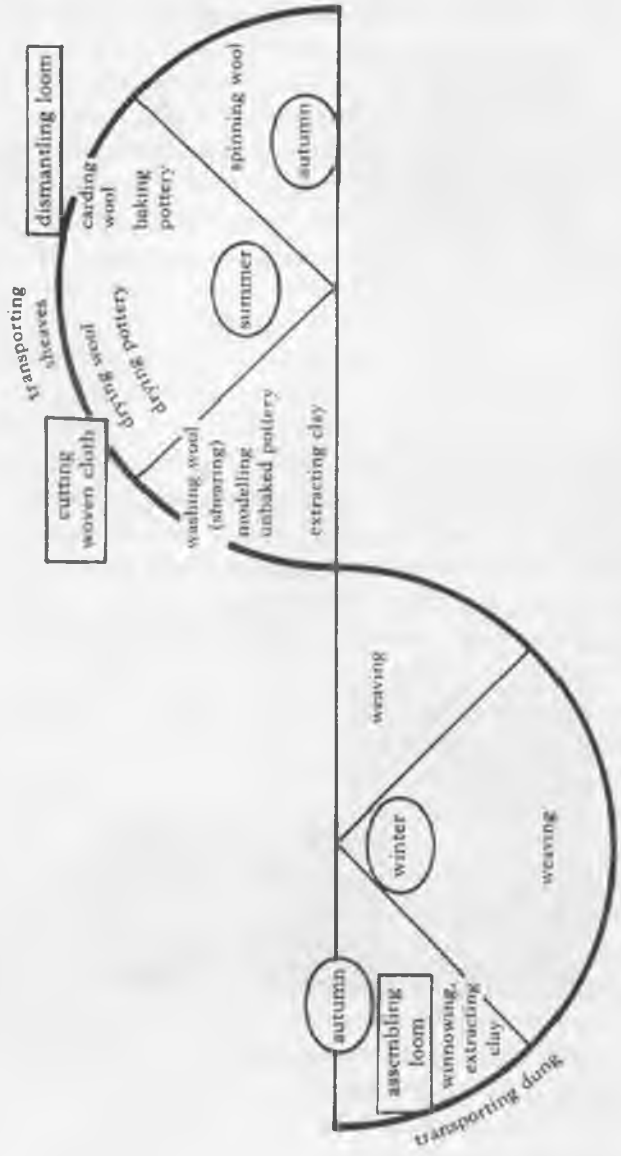 transporting
sheaves
dismantling loom
cutting
woven cloth
carding
wool
baking
pottery
drying wool
drying pottery
washing wool
(shearing)
modelling
unbaked pottery
extracting clay
summer
spinning wool
autumn
autumn
assembling
loom
winnowing,
extracting
clay
transporting dung
winter
weaving
weaving